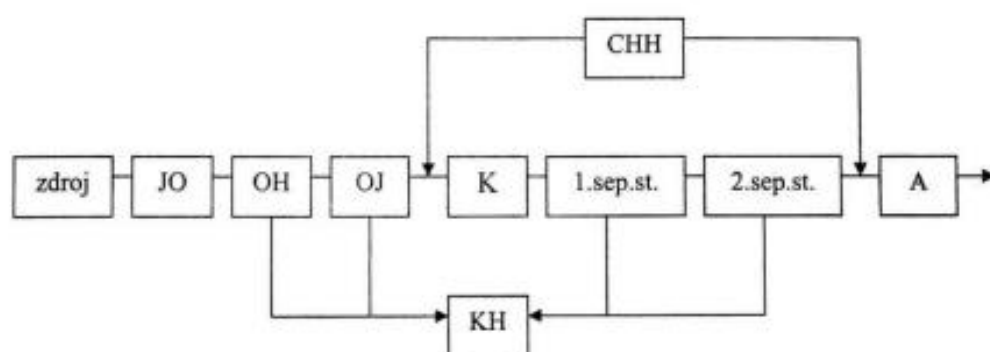 CHH
zdroj JO OH OJ K 1.sep.st. 2.sep.st. A
KH